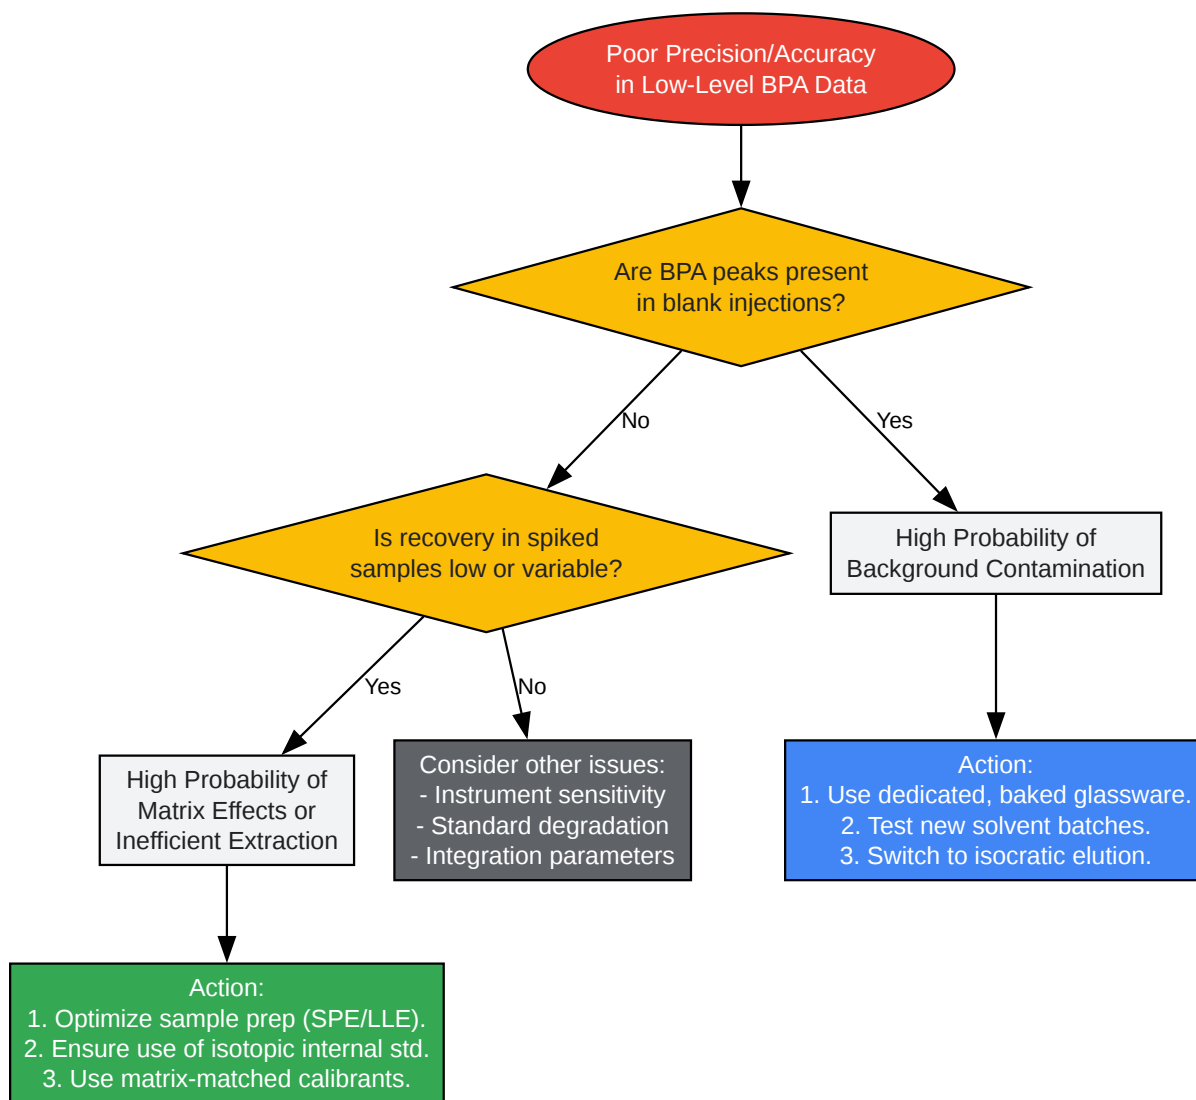 Poor Precision/Accuracy
in Low-Level BPA Data
Are BPA peaks present
in blank injections?
No
Yes
Is recovery in spiked
samples low or variable?
High Probability of
Background Contamination
Yes
No
High Probability of
Matrix Effects or
Inefficient Extraction
Consider other issues:
- Instrument sensitivity
- Standard degradation
- Integration parameters
Action:
1. Use dedicated, baked glassware.
2. Test new solvent batches.
3. Switch to isocratic elution.
Action:
1. Optimize sample prep (SPE/LLE).
2. Ensure use of isotopic internal std.
3. Use matrix-matched calibrants.